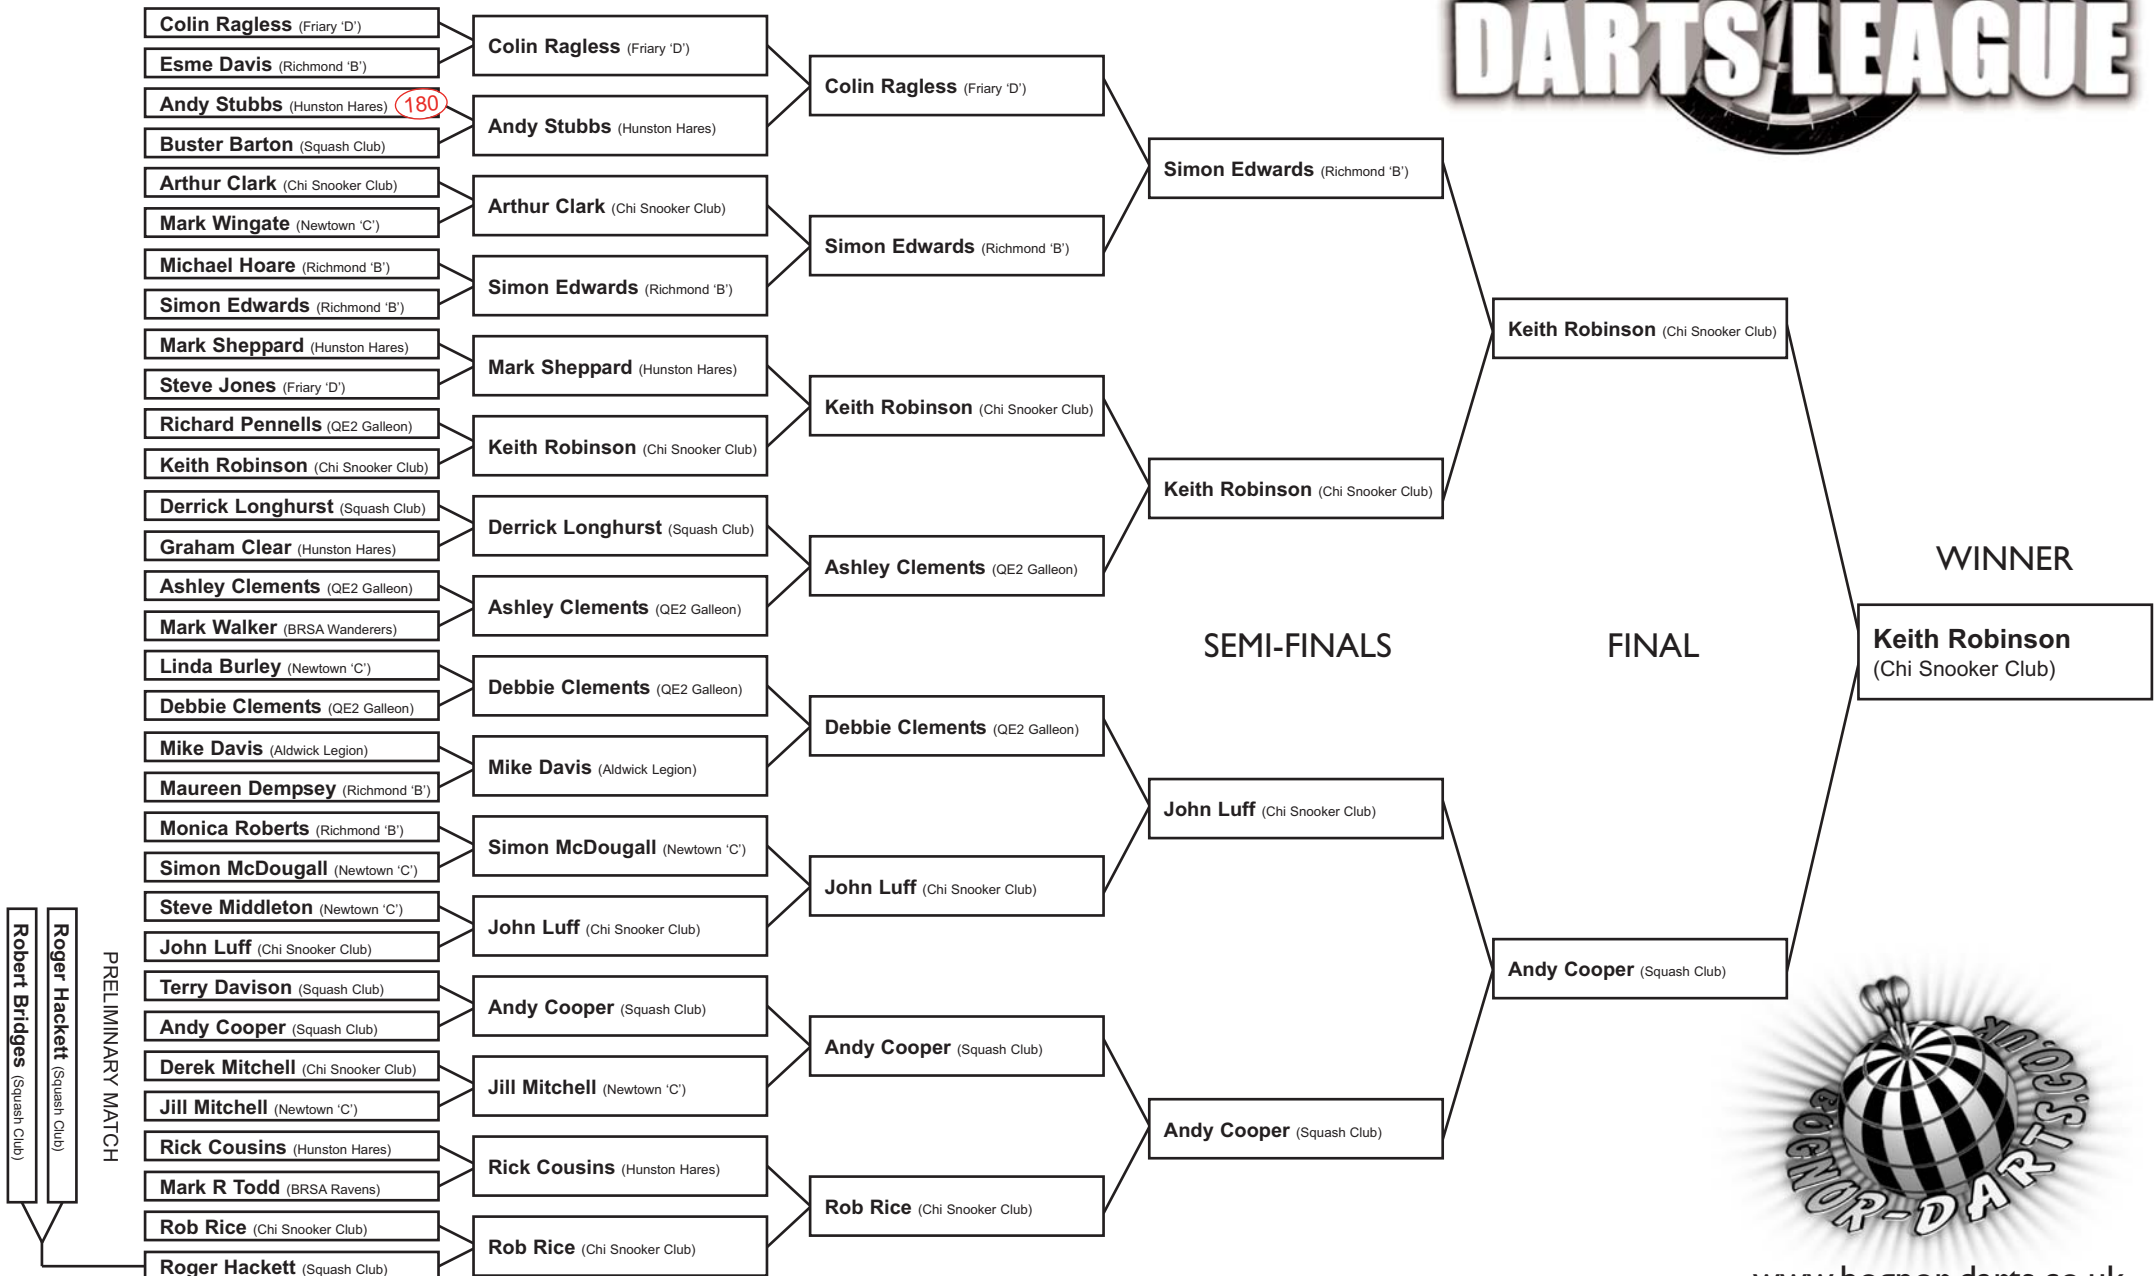 DARTS LEAGUE
Colin Ragless (Friary ‘D’)
Esme Davis (Richmond ‘B’)
Andy Stubbs (Hunston Hares) 180
Buster Barton (Squash Club)
Arthur Clark (Chi Snooker Club)
Mark Wingate (Newtown ‘C’)
Michael Hoare (Richmond ‘B’)
Simon Edwards (Richmond ‘B’)
Mark Sheppard (Hunston Hares)
Steve Jones (Friary ‘D’)
Richard Pennells (QE2 Galleon)
Keith Robinson (Chi Snooker Club)
Derrick Longhurst (Squash Club)
Graham Clear (Hunston Hares)
Ashley Clements (QE2 Galleon)
Mark Walker (BRSA Wanderers)
Linda Burley (Newtown ‘C’)
Debbie Clements (QE2 Galleon)
Mike Davis (Aldwick Legion)
Maureen Dempsey (Richmond ‘B’)
Monica Roberts (Richmond ‘B’)
Simon McDougall (Newtown ‘C’)
Steve Middleton (Newtown ‘C’)
John Luff (Chi Snooker Club)
Terry Davison (Squash Club)
Andy Cooper (Squash Club)
Derek Mitchell (Chi Snooker Club)
Jill Mitchell (Newtown ‘C’)
Rick Cousins (Hunston Hares)
Mark R Todd (BRSA Ravens)
Rob Rice (Chi Snooker Club)
Roger Hackett (Squash Club)
PRELIMINARY MATCH
Roger Hackett (Squash Club)
Robert Bridges (Squash Club)
Colin Ragless (Friary ‘D’)
Andy Stubbs (Hunston Hares)
Arthur Clark (Chi Snooker Club)
Simon Edwards (Richmond ‘B’)
Mark Sheppard (Hunston Hares)
Keith Robinson (Chi Snooker Club)
Derrick Longhurst (Squash Club)
Ashley Clements (QE2 Galleon)
Debbie Clements (QE2 Galleon)
Mike Davis (Aldwick Legion)
Simon McDougall (Newtown ‘C’)
John Luff (Chi Snooker Club)
Andy Cooper (Squash Club)
Jill Mitchell (Newtown ‘C’)
Rick Cousins (Hunston Hares)
Rob Rice (Chi Snooker Club)
Colin Ragless (Friary ‘D’)
Simon Edwards (Richmond ‘B’)
Keith Robinson (Chi Snooker Club)
Ashley Clements (QE2 Galleon)
Debbie Clements (QE2 Galleon)
John Luff (Chi Snooker Club)
Andy Cooper (Squash Club)
Rob Rice (Chi Snooker Club)
Simon Edwards (Richmond ‘B’)
Keith Robinson (Chi Snooker Club)
SEMI-FINALS
John Luff (Chi Snooker Club)
Andy Cooper (Squash Club)
Keith Robinson (Chi Snooker Club)
FINAL
Andy Cooper (Squash Club)
WINNER
Keith Robinson
(Chi Snooker Club)
BOGNOR-DARTS.CO.UK
www.bognor-darts.co.uk